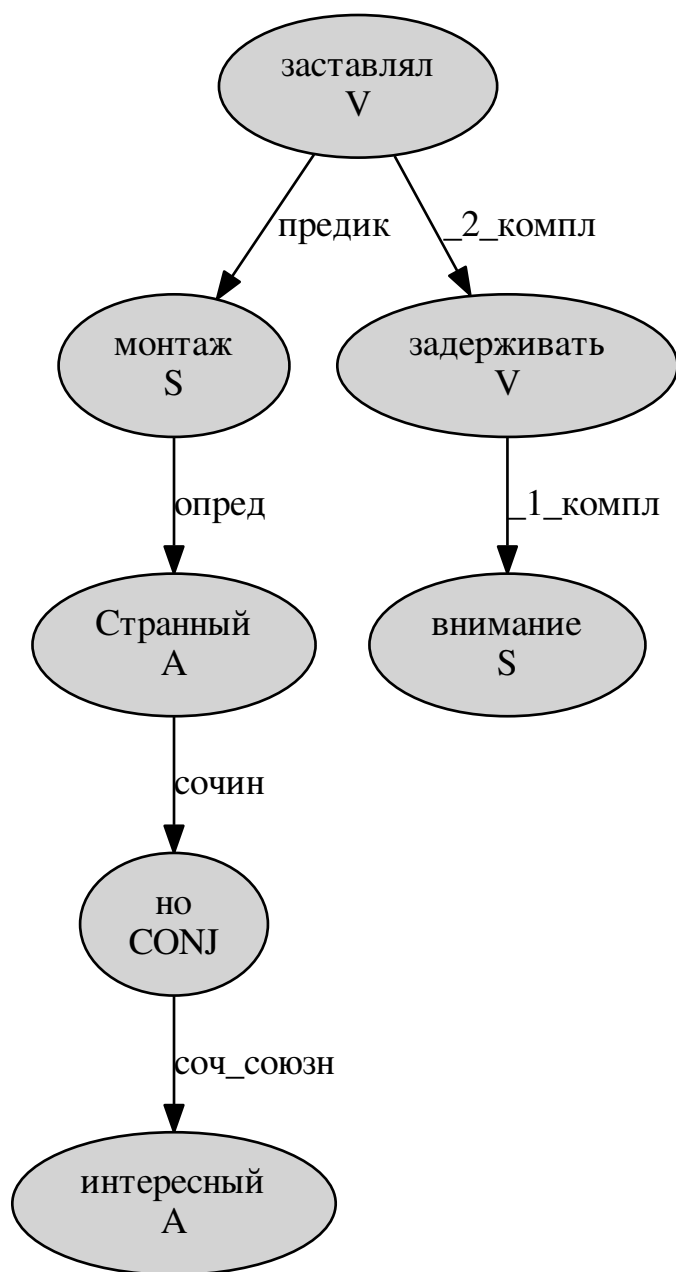 заставлял
V
предик
_2_компл
монтаж
S
задерживать
V
опред
_1_компл
Странный
A
внимание
S
сочин
но
CONJ
соч_союзн
интересный
A